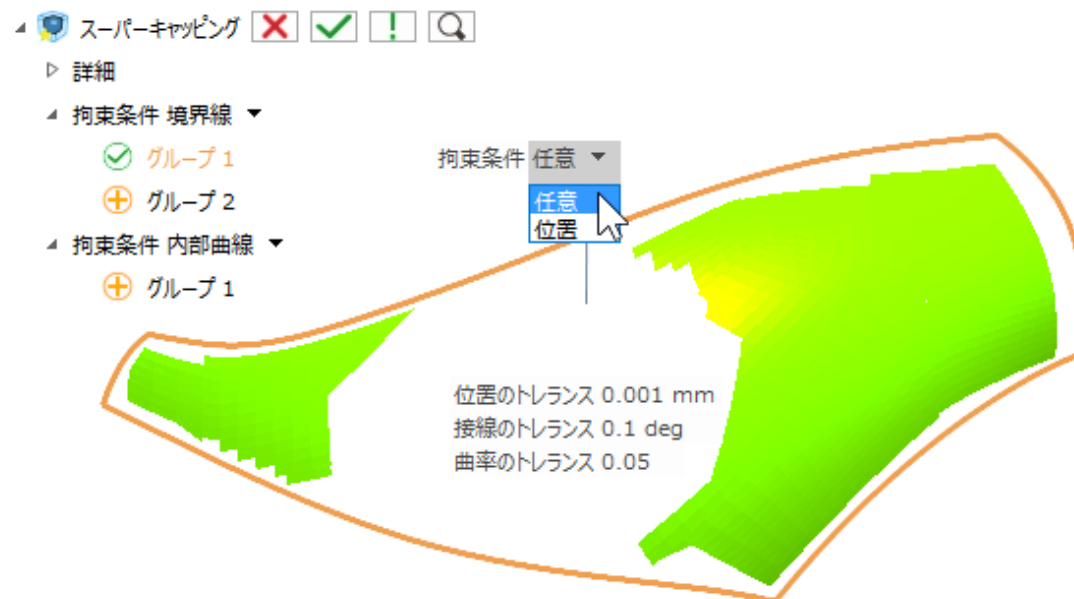 スーパーキャッピング
詳細
拘束条件 境界線
グループ 1
拘束条件 任意
任意
グループ 2
位置
拘束条件 内部曲線
グループ 1
位置のトレランス 0.001 mm
接線のトレランス 0.1 deg
曲率のトレランス 0.05